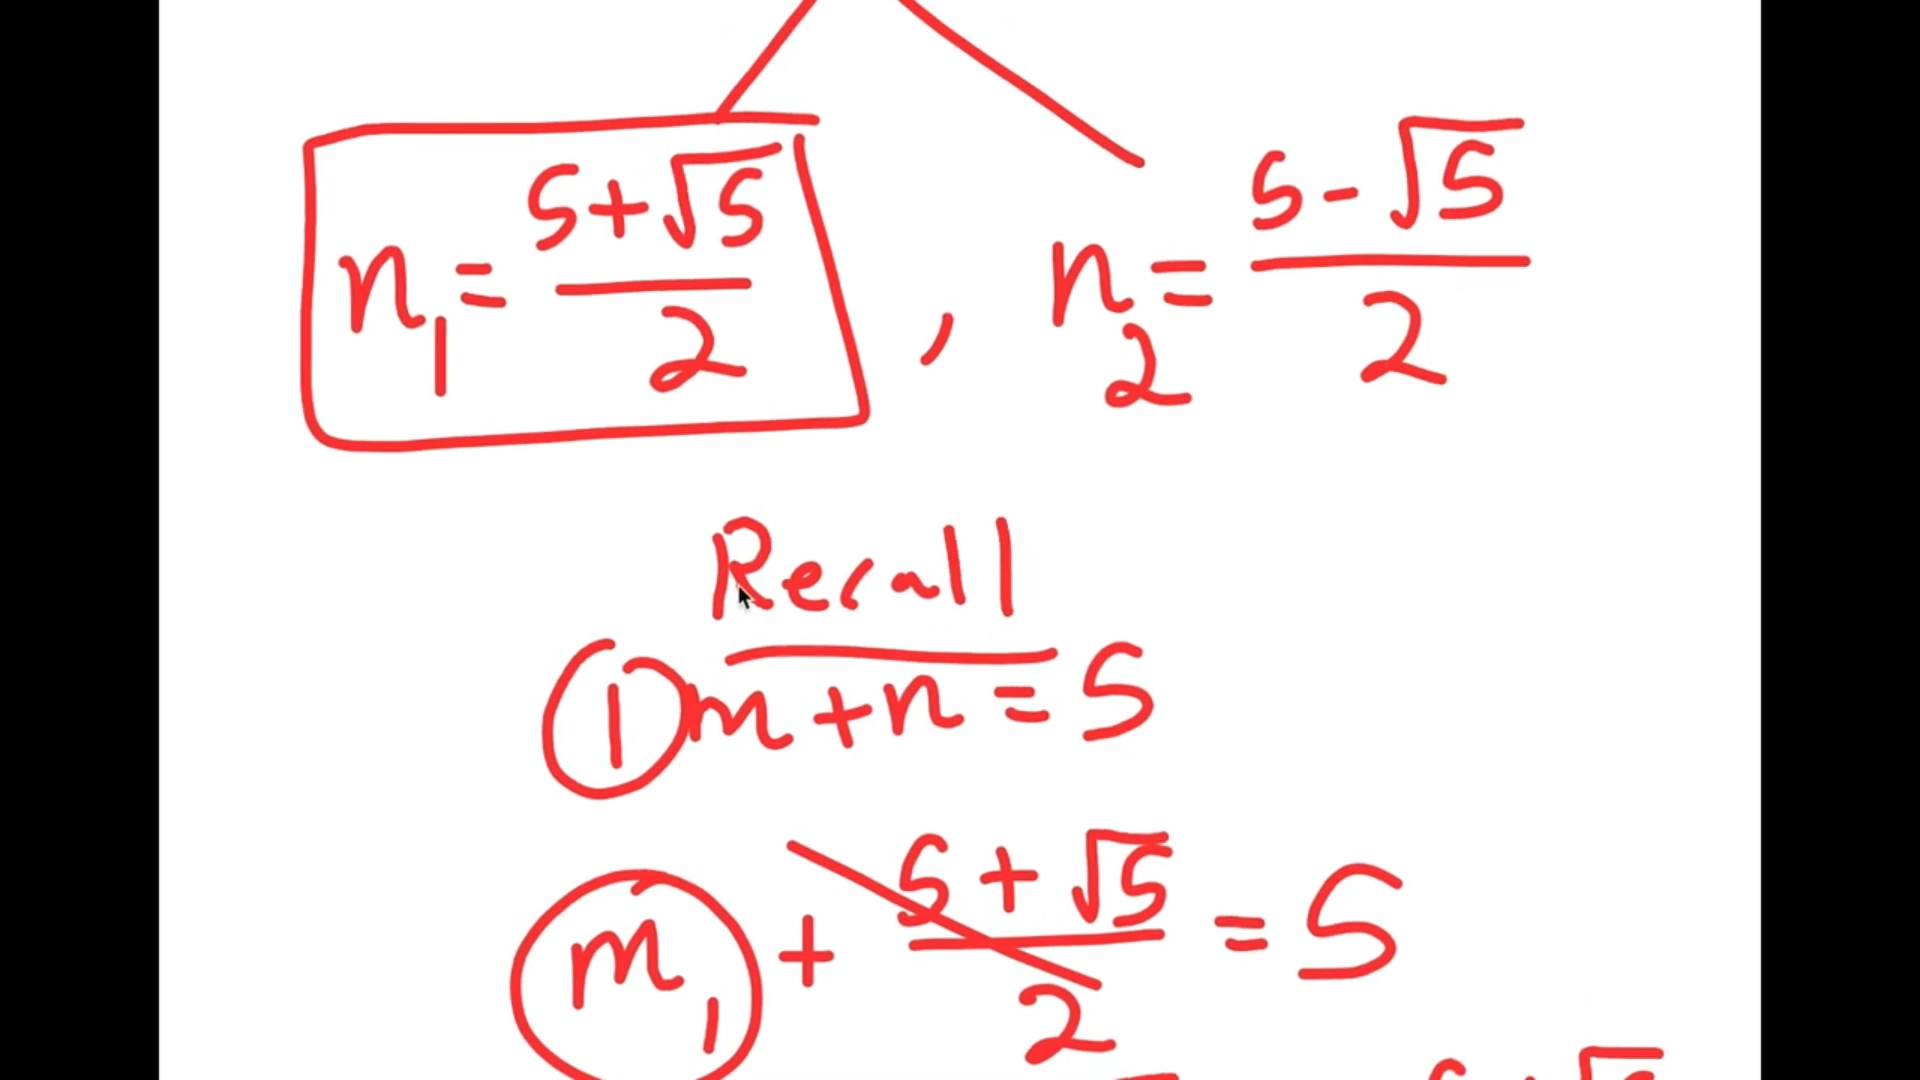 n₁ = (5+√5)/2 , n₂ = (5-√5)/2
Recall
① m+n=5
m₁ + (5+√5)/2 = 5